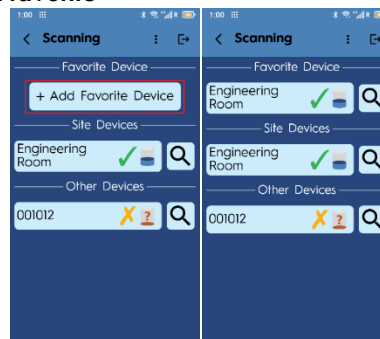 1:00
Scanning
Favorite Device
+ Add Favorite Device
Site Devices
Engineering
Room
Other Devices
001012
?
1:00
Scanning
Favorite Device
Engineering
Room
Site Devices
Engineering
Room
Other Devices
001012
?